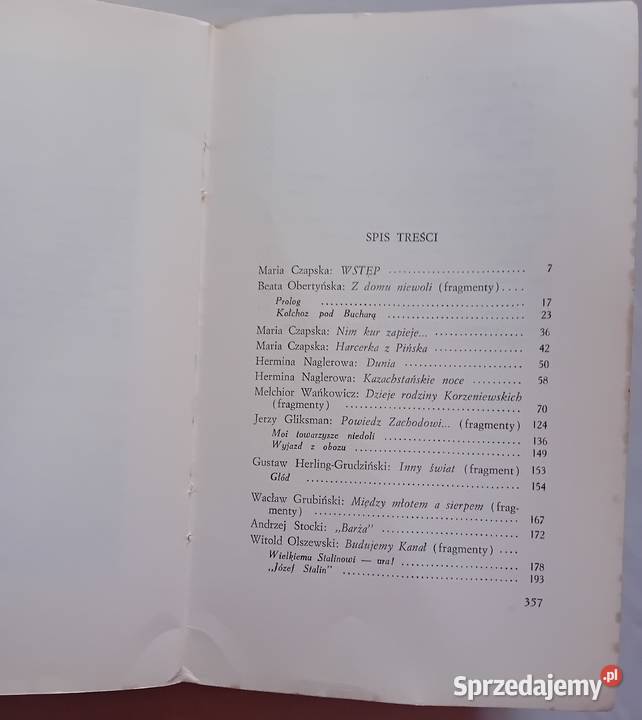 SPIS TREŚCI
Maria Czapska: WSTĘP ........................... 7
Beata Obertyńska: Z domu niewoli (fragmenty) ....
Prolog ........................... 17
Kołchoz pod Bucharą ........................... 23
Maria Czapska: Nim kur zapieje... ........................... 36
Maria Czapska: Harcerka z Pińska ........................... 42
Hermina Naglerowa: Dunia ........................... 50
Hermina Naglerowa: Kazachstańskie noce .......... 58
Melchior Wańkowicz: Dzieje rodziny Korzeniewskich
(fragmenty) ........................... 70
Jerzy Gliksman: Powiedz Zachodowi... (fragmenty) 124
Moi towarzysze niedoli ........................... 136
Wyjazd z obozu ........................... 149
Gustaw Herling-Grudziński: Inny świat (fragment) 153
Głód ........................... 154
Wacław Grubiński: Między młotem a sierpem (frag-
menty) ........................... 167
Andrzej Stocki: „Barża" ........................... 172
Witold Olszewski: Budujemy Kanał (fragmenty) ....
Wielkiemu Stalinowi — ura! ........................... 178
„Józef Stalin" ........................... 193
357
Sprzedajemy.pl